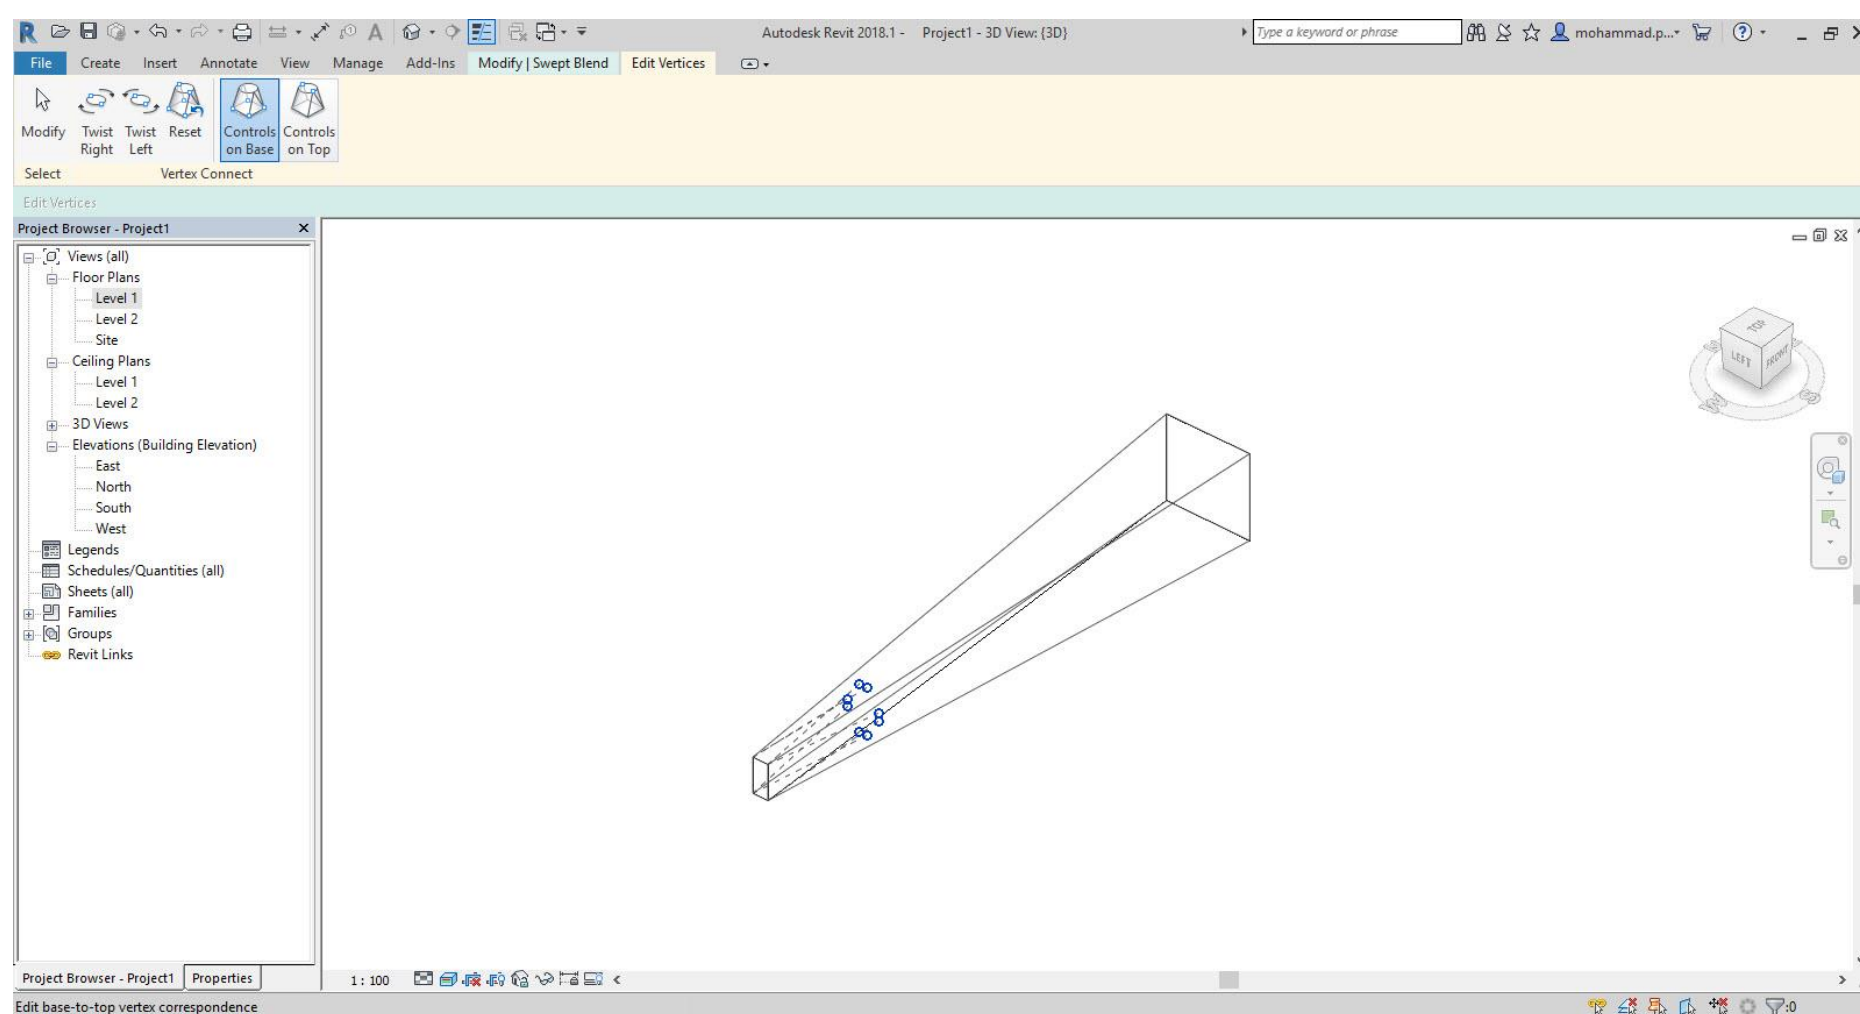 Autodesk Revit 2018.1 - Project1 - 3D View: {3D}
Type a keyword or phrase
mohammad.p...
File Create Insert Annotate View Manage Add-Ins Modify | Swept Blend Edit Vertices
Modify Twist Right Twist Left Reset Controls on Base Controls on Top
Select Vertex Connect
Edit Vertices
Project Browser - Project1
Views (all)
Floor Plans
Level 1
Level 2
Site
Ceiling Plans
Level 1
Level 2
3D Views
Elevations (Building Elevation)
East
North
South
West
Legends
Schedules/Quantities (all)
Sheets (all)
Families
Groups
Revit Links
TOP
LEFT FRONT
Project Browser - Project1 Properties
1 : 100
Edit base-to-top vertex correspondence
:0